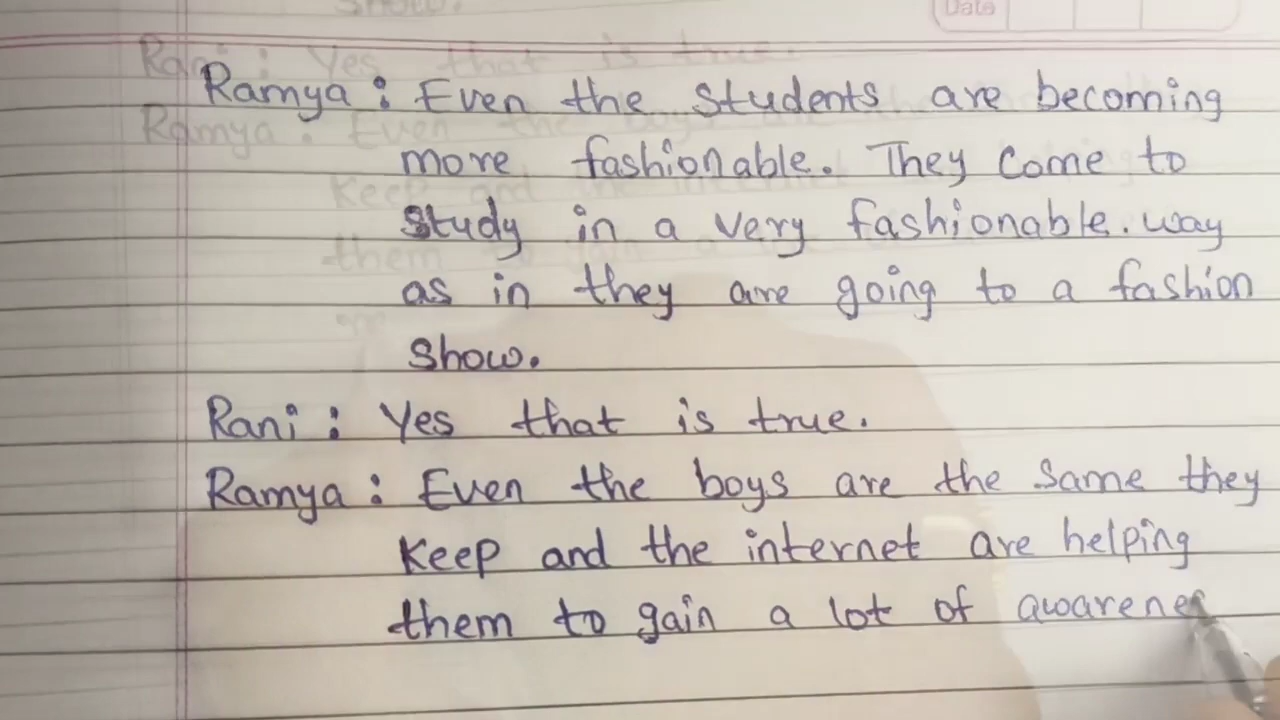 Date
Ramya : Even the students are becoming
more fashionable. They come to
study in a very fashionable. way
as in they are going to a fashion
show.
Rani : Yes that is true.
Ramya : Even the boys are the same they
keep and the internet are helping
them to gain a lot of awarenes